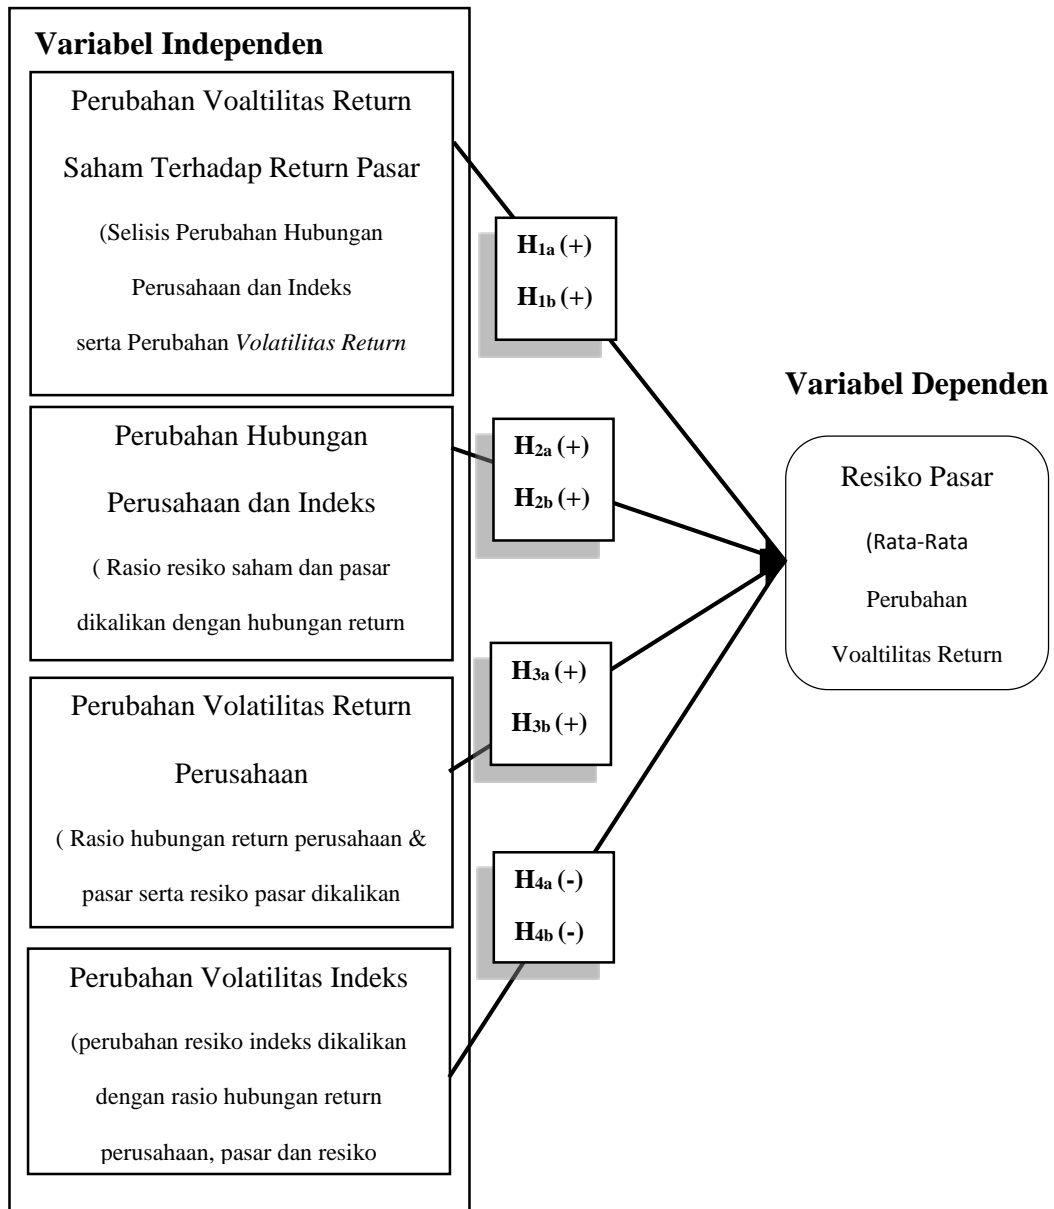 Variabel Independen
Perubahan Voaltilitas Return
Saham Terhadap Return Pasar
(Selisis Perubahan Hubungan
Perusahaan dan Indeks
serta Perubahan Volatilitas Return
H1a (+)
H1b (+)
Perubahan Hubungan
Perusahaan dan Indeks
( Rasio resiko saham dan pasar
dikalikan dengan hubungan return
H2a (+)
H2b (+)
Perubahan Volatilitas Return
Perusahaan
( Rasio hubungan return perusahaan &
pasar serta resiko pasar dikalikan
H3a (+)
H3b (+)
Perubahan Volatilitas Indeks
(perubahan resiko indeks dikalikan
dengan rasio hubungan return
perusahaan, pasar dan resiko
H4a (-)
H4b (-)
Variabel Dependen
Resiko Pasar
(Rata-Rata
Perubahan
Voaltilitas Return